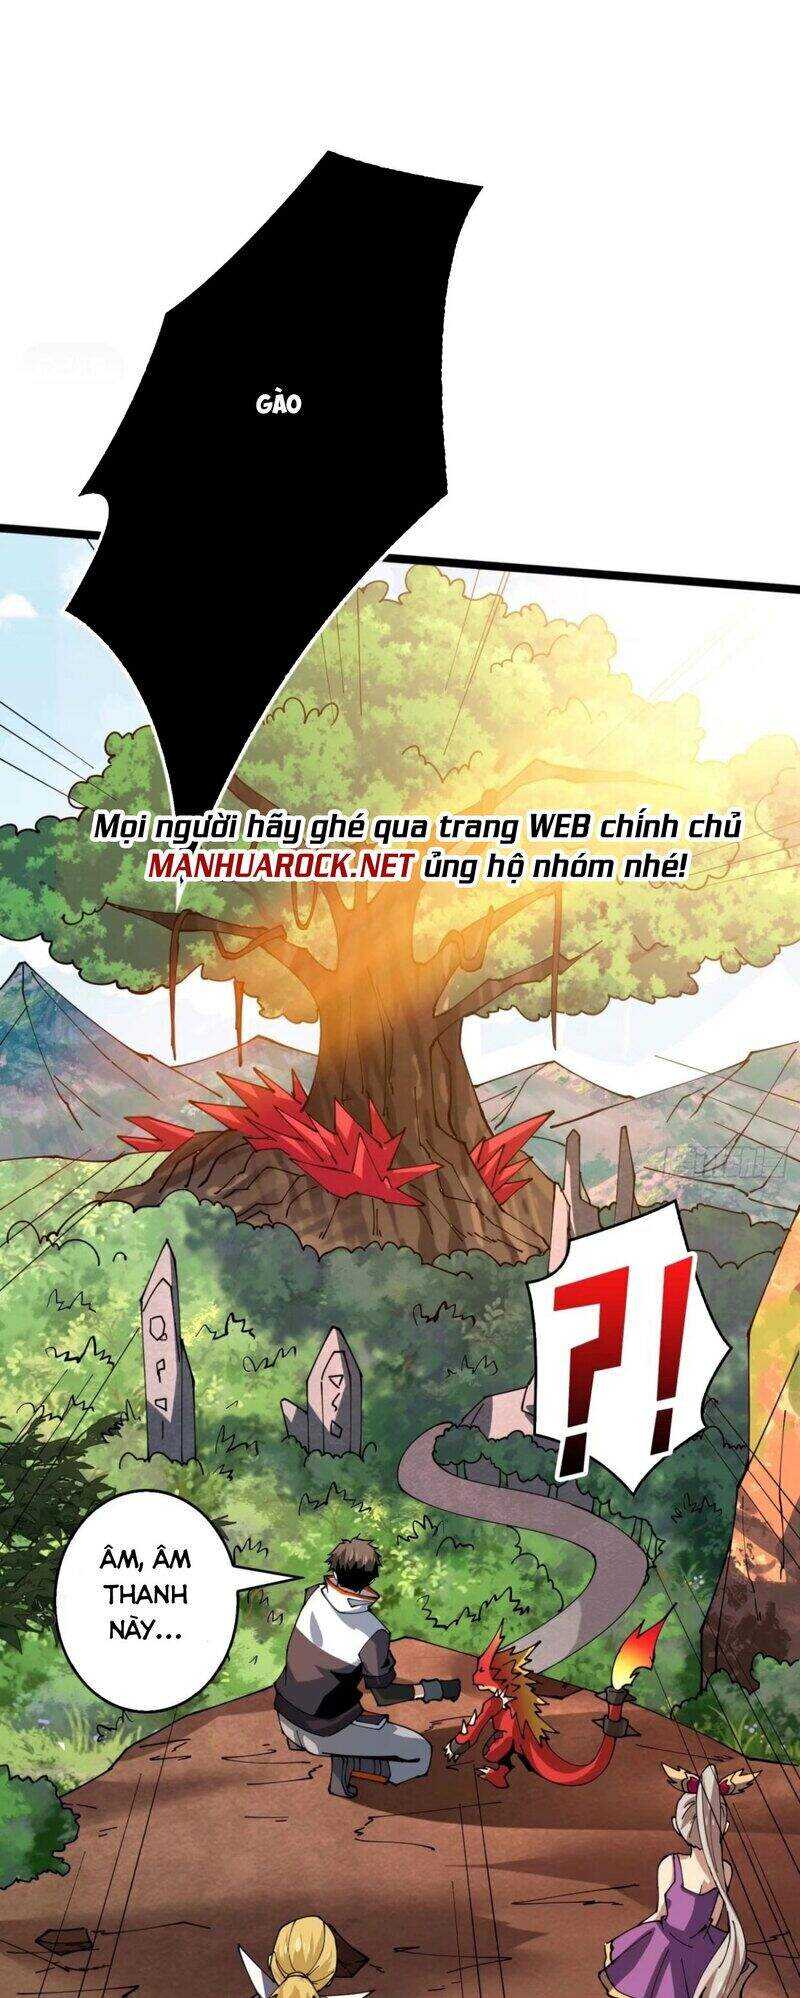 GÀO
Mọi người hãy ghé qua trang WEB chính chủ
MANHUAROCK.NET ủng hộ nhóm nhé!
?!
ÂM, ÂM
THANH
NÀY...